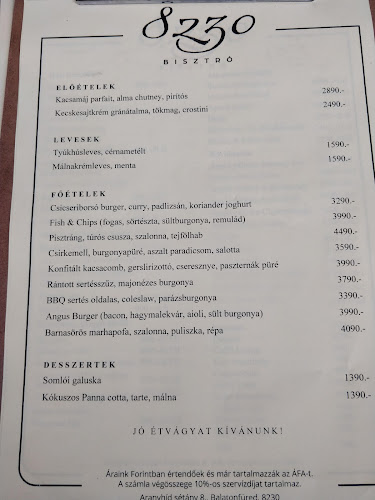 8230
BISZTRÓ
ELŐÉTELEK
Kacsamáj parfait, alma chutney, pirítós 2890.-
Kecskesajtkrém gránátalma, tökmag, crostini 2490.-
LEVESEK
Tyúkhúsleves, cérnametélt 1590.-
Málnakrémleves, menta 1590.-
FŐÉTELEK
Csicseriborsó burger, curry, padlizsán, koriander joghurt 3290.-
Fish & Chips (fogas, sörtészta, sültburgonya, remulád) 3990.-
Pisztráng, túrós csusza, szalonna, tejfölhab 4490.-
Csirkemell, burgonyapüré, aszalt paradicsom, salotta 3590.-
Konfitált kacsacomb, gerslirizottó, cseresznye, paszternák püré 3990.-
Rántott sertésszűz, majonézes burgonya 3790.-
BBQ sertés oldalas, coleslaw, parázsburgonya 3390.-
Angus Burger (bacon, hagymalekvár, aioli, sült burgonya) 3990.-
Barnasörös marhapofa, szalonna, puliszka, répa 4090.-
DESSZERTEK
Somlói galuska 1390.-
Kókuszos Panna cotta, tarte, málna 1390.-
JÓ ÉTVÁGYAT KÍVÁNUNK!
Áraink Forintban értendőek és már tartalmazzák az ÁFA-t.
A számla végösszege 10%-os szervízdíjat tartalmaz.
Aranyhíd sétány 8., Balatonfüred, 8230